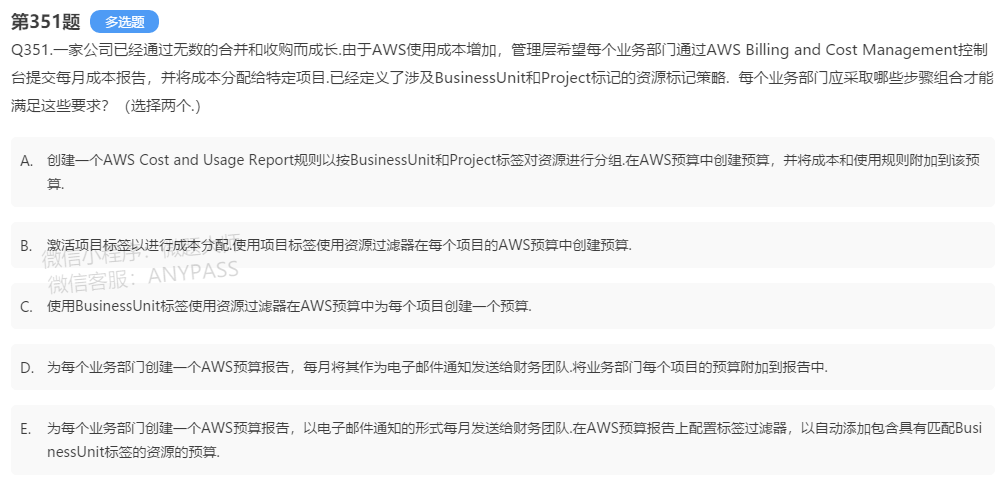 第351题 多选题
Q351.一家公司已经通过无数的合并和收购而成长.由于AWS使用成本增加，管理层希望每个业务部门通过AWS Billing and Cost Management控制
台提交每月成本报告，并将成本分配给特定项目.已经定义了涉及BusinessUnit和Project标记的资源标记策略. 每个业务部门应采取哪些步骤组合才能
满足这些要求？（选择两个.)
A. 创建一个AWS Cost and Usage Report规则以按BusinessUnit和Project标签对资源进行分组.在AWS预算中创建预算，并将成本和使用规则附加到该预
算.
B. 激活项目标签以进行成本分配.使用项目标签使用资源过滤器在每个项目的AWS预算中创建预算.
微信小程序：
微信客服：ANYPASS
C. 使用BusinessUnit标签使用资源过滤器在AWS预算中为每个项目创建一个预算.
D. 为每个业务部门创建一个AWS预算报告，每月将其作为电子邮件通知发送给财务团队.将业务部门每个项目的预算附加到报告中.
E. 为每个业务部门创建一个AWS预算报告，以电子邮件通知的形式每月发送给财务团队.在AWS预算报告上配置标签过滤器，以自动添加包含具有匹配Busi
nessUnit标签的资源的预算.